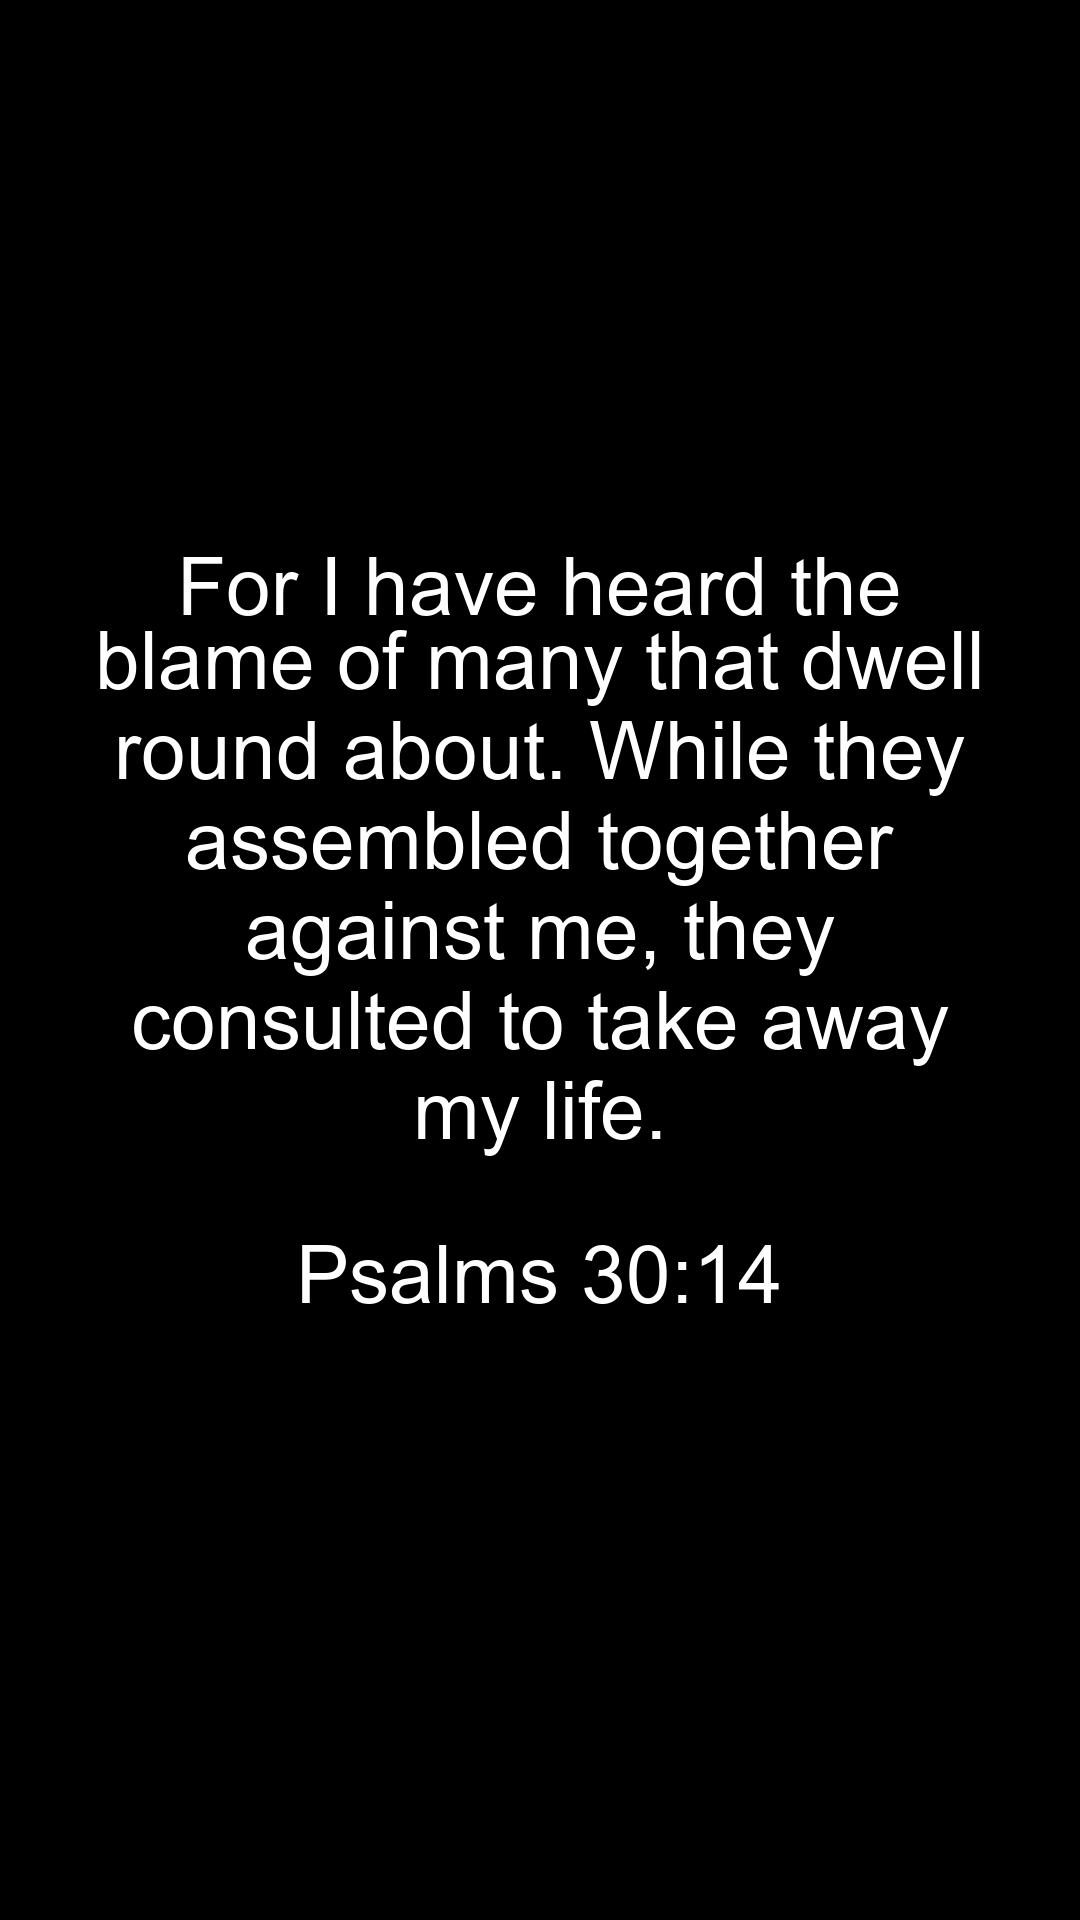 For I have heard the
blame of many that dwell
round about. While they
assembled together
against me, they
consulted to take away
my life.
Psalms 30:14